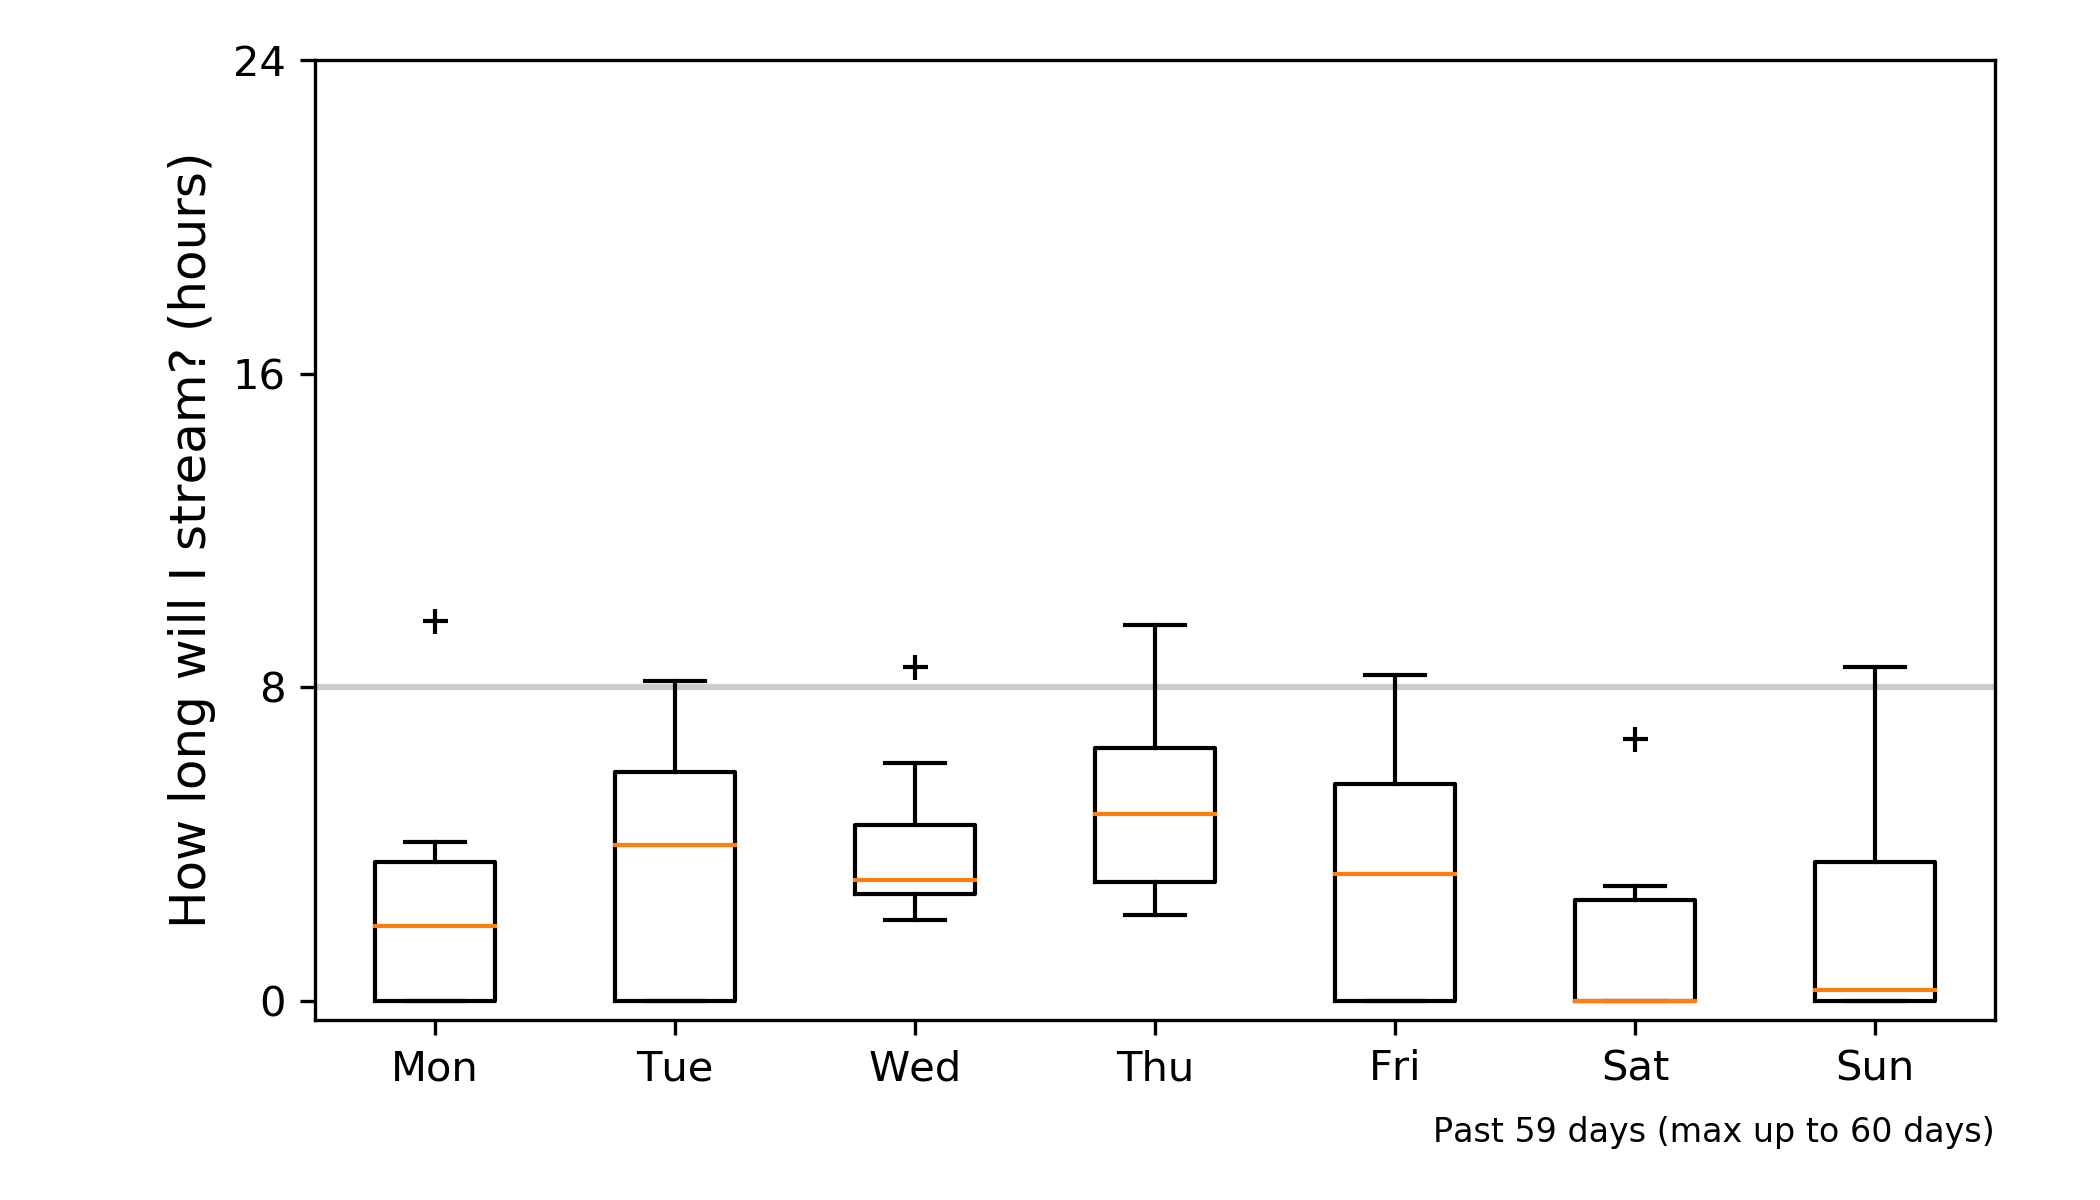 How long will I stream? (hours)
24
16
8
0
Mon Tue Wed Thu Fri Sat Sun
Past 59 days (max up to 60 days)